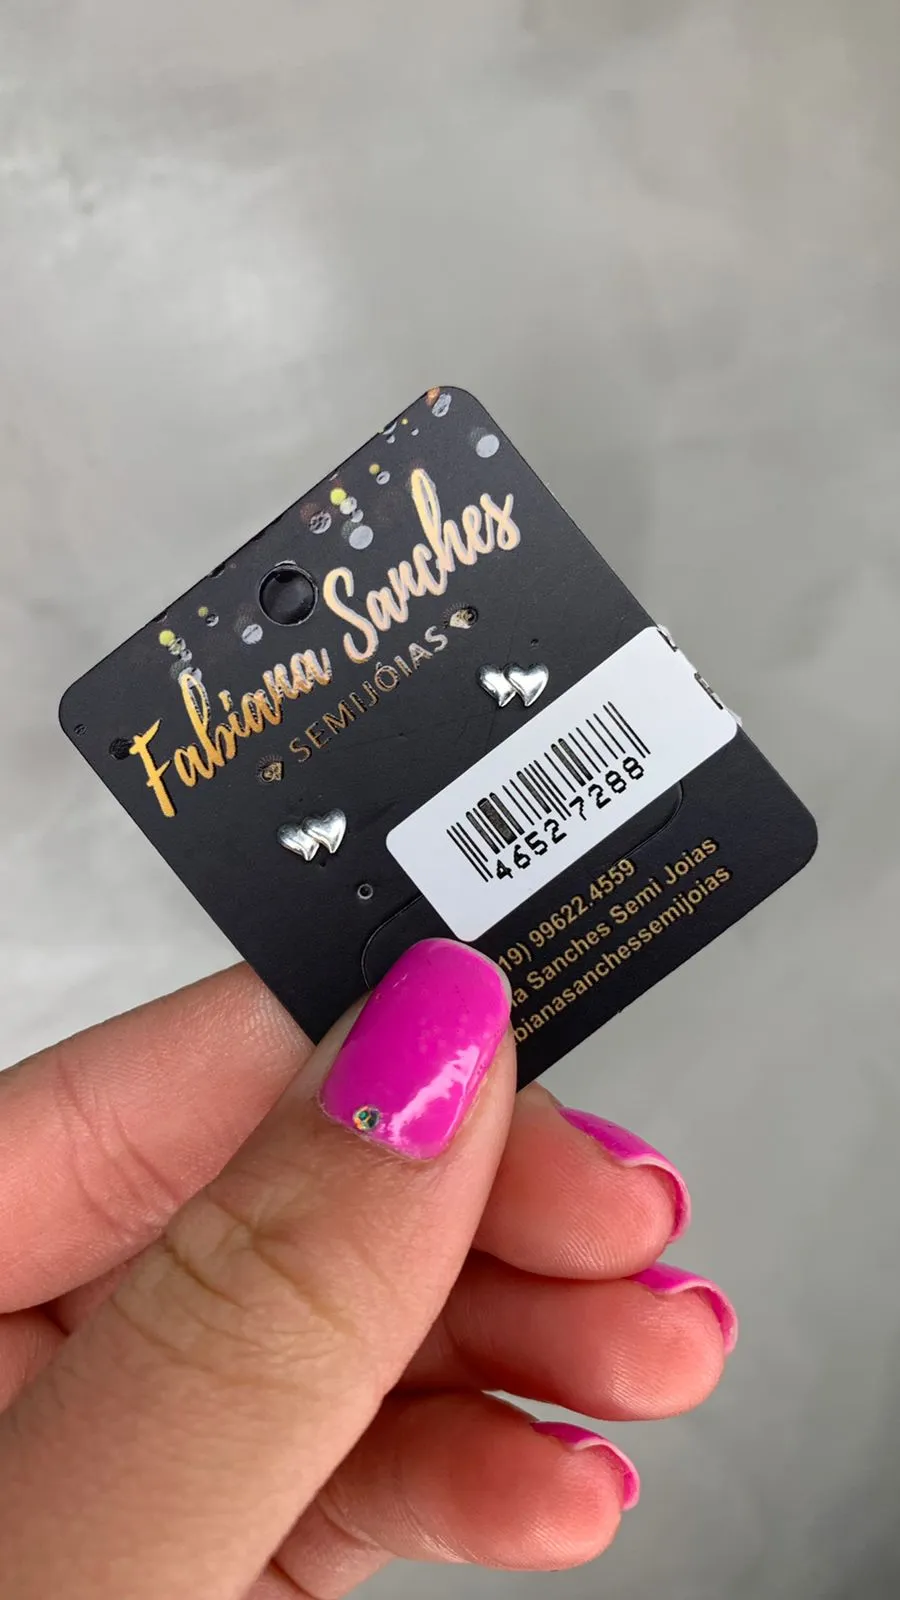 Fabiana Sanches
SEMIJÓIAS
4652 7288
19) 99622.4559
Sanches Semi Joias
bianasanchessemijoias